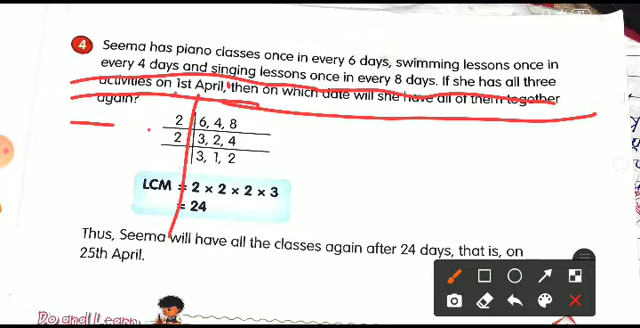 4 Seema has piano classes once in every 6 days, swimming lessons once in
every 4 days and singing lessons once in every 8 days. If she has all three
activities on 1st April, then on which date will she have all of them together
again?
2 6, 4, 8
2 3, 2, 4
3, 1, 2
LCM = 2 × 2 × 2 × 3
= 24
Thus, Seema will have all the classes again after 24 days, that is, on
25th April.
Do and Learn